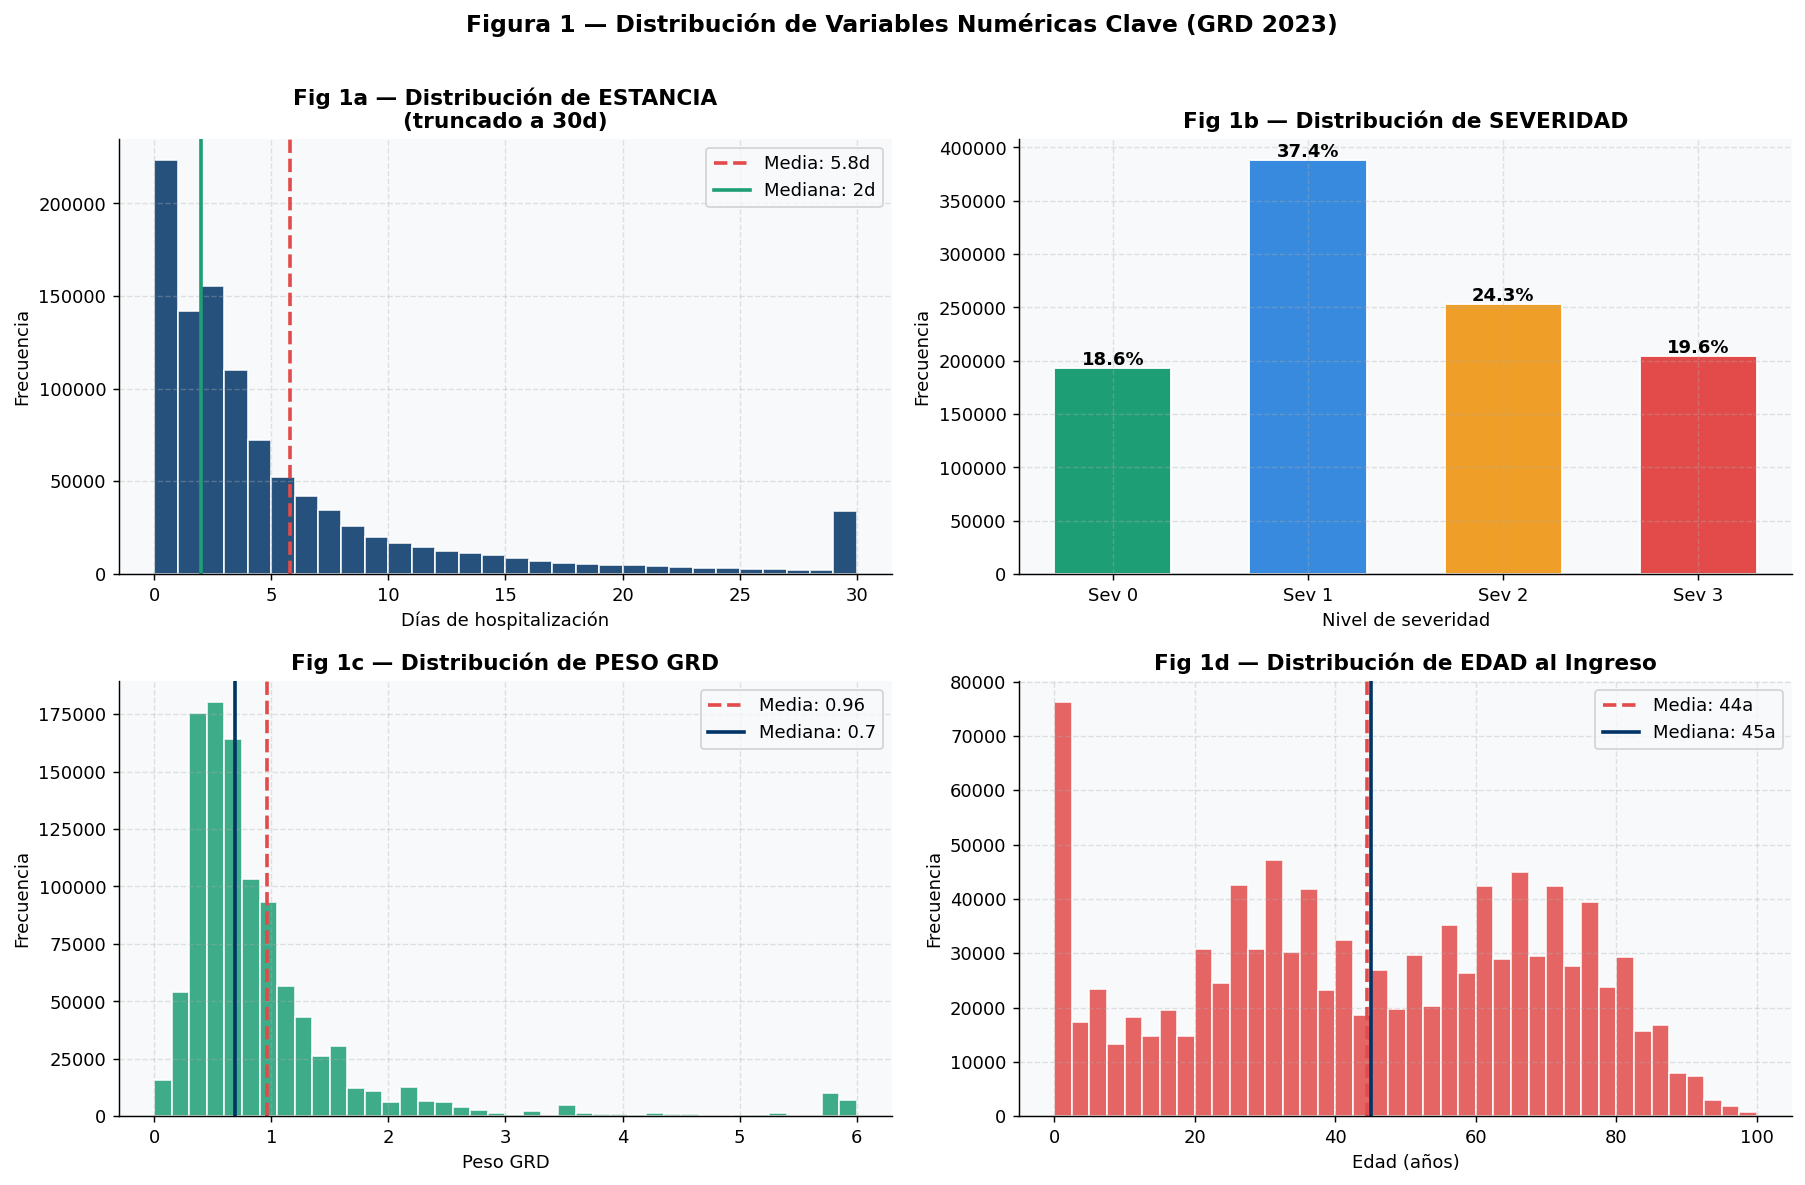 Figura 1 — Distribución de Variables Numéricas Clave (GRD 2023)
Fig 1a — Distribución de ESTANCIA
(truncado a 30d)
Media: 5.8d
Mediana: 2d
Frecuencia
200000
150000
100000
50000
0
0 5 10 15 20 25 30
Días de hospitalización
Fig 1b — Distribución de SEVERIDAD
Frecuencia
400000
350000
300000
250000
200000
150000
100000
50000
0
18.6%
37.4%
24.3%
19.6%
Sev 0 Sev 1 Sev 2 Sev 3
Nivel de severidad
Fig 1c — Distribución de PESO GRD
Media: 0.96
Mediana: 0.7
Frecuencia
175000
150000
125000
100000
75000
50000
25000
0
0 1 2 3 4 5 6
Peso GRD
Fig 1d — Distribución de EDAD al Ingreso
Media: 44a
Mediana: 45a
Frecuencia
80000
70000
60000
50000
40000
30000
20000
10000
0
0 20 40 60 80 100
Edad (años)